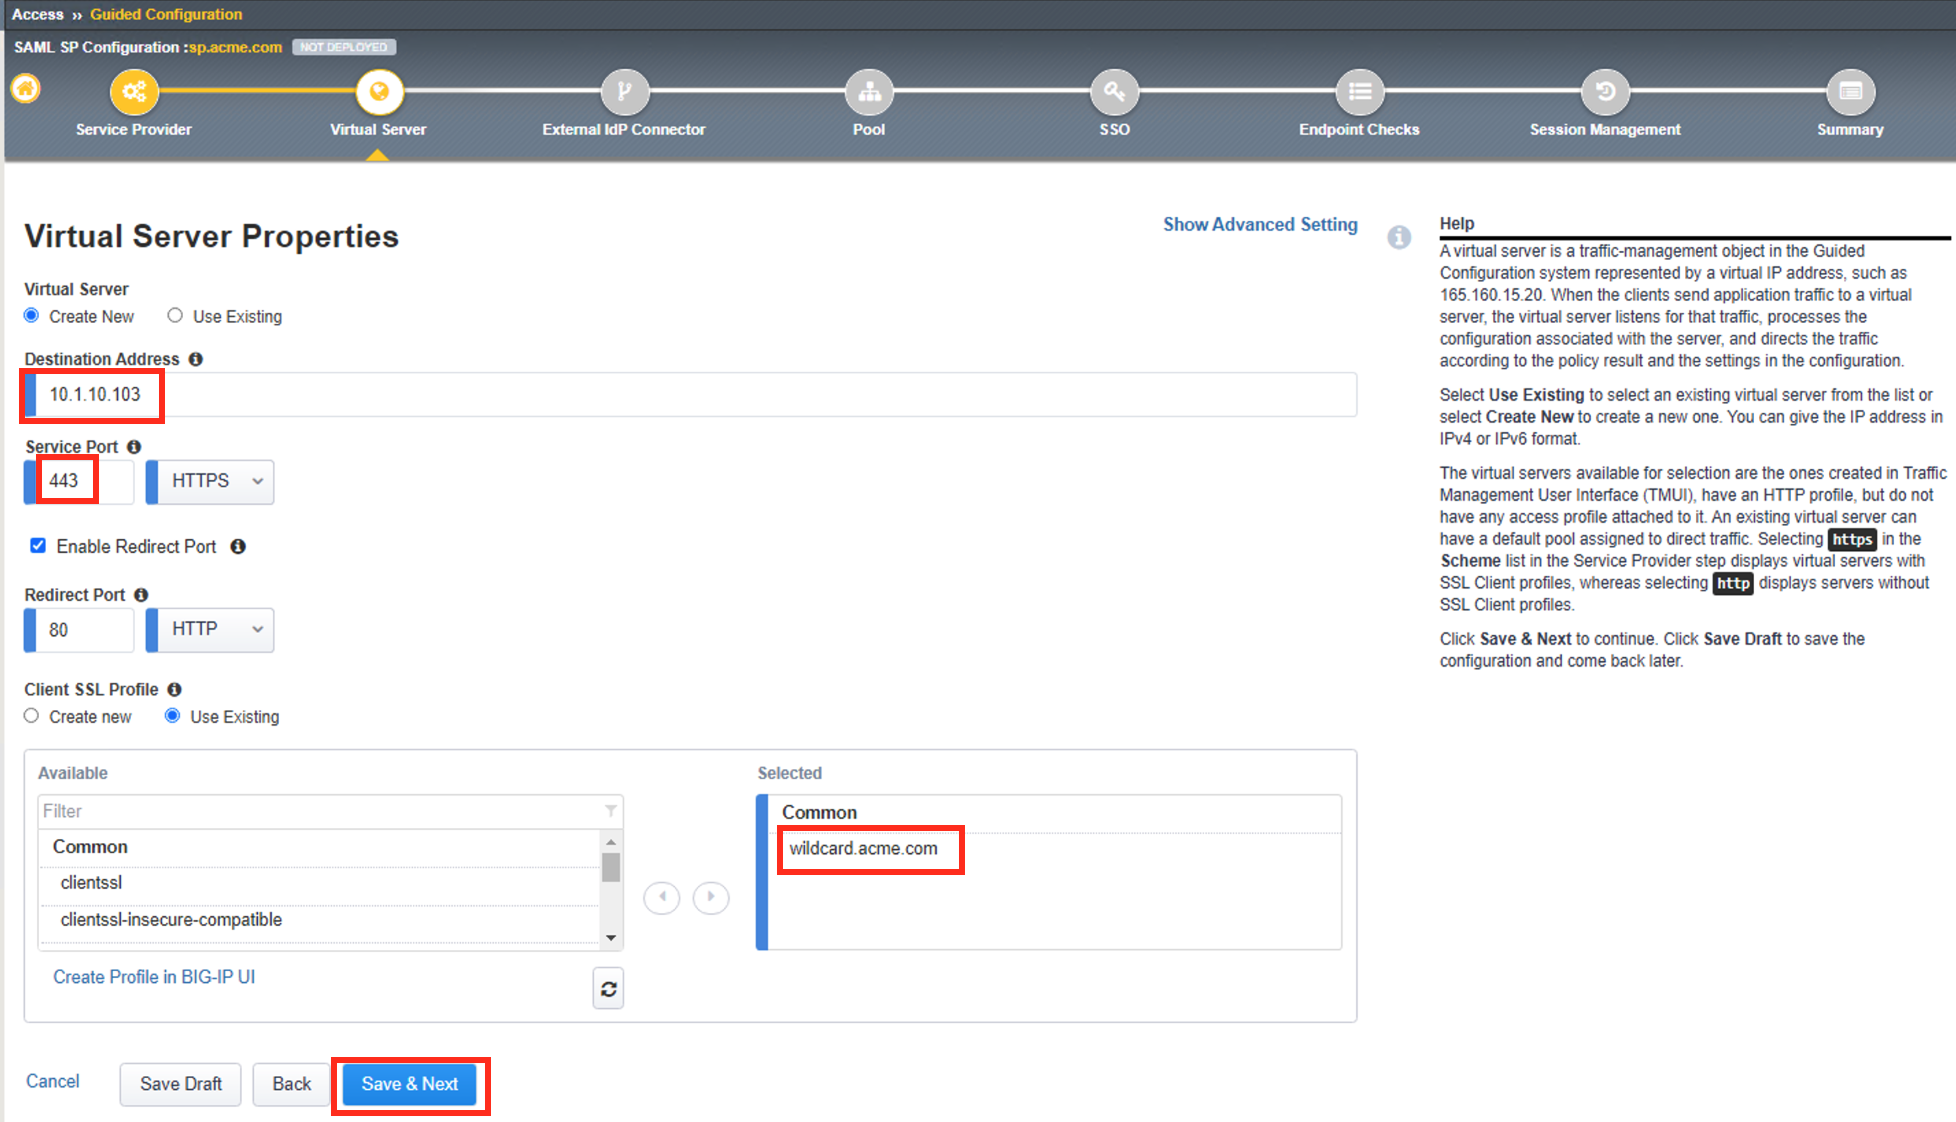 Access » Guided Configuration
SAML SP Configuration :sp.acme.com NOT DEPLOYED
Service Provider
Virtual Server
External IdP Connector
Pool
SSO
Endpoint Checks
Session Management
Summary
Virtual Server Properties
Show Advanced Setting
Virtual Server
Create New
Use Existing
Destination Address
10.1.10.103
Service Port
443
HTTPS
Enable Redirect Port
Redirect Port
80
HTTP
Client SSL Profile
Create new
Use Existing
Available
Filter
Common
clientssl
clientssl-insecure-compatible
Create Profile in BIG-IP UI
Selected
Common
wildcard.acme.com
Cancel
Save Draft
Back
Save & Next
Help
A virtual server is a traffic-management object in the Guided
Configuration system represented by a virtual IP address, such as
165.160.15.20. When the clients send application traffic to a virtual
server, the virtual server listens for that traffic, processes the
configuration associated with the server, and directs the traffic
according to the policy result and the settings in the configuration.
Select Use Existing to select an existing virtual server from the list or
select Create New to create a new one. You can give the IP address in
IPv4 or IPv6 format.
The virtual servers available for selection are the ones created in Traffic
Management User Interface (TMUI), have an HTTP profile, but do not
have any access profile attached to it. An existing virtual server can
have a default pool assigned to direct traffic. Selecting https in the
Scheme list in the Service Provider step displays virtual servers with
SSL Client profiles, whereas selecting http displays servers without
SSL Client profiles.
Click Save & Next to continue. Click Save Draft to save the
configuration and come back later.